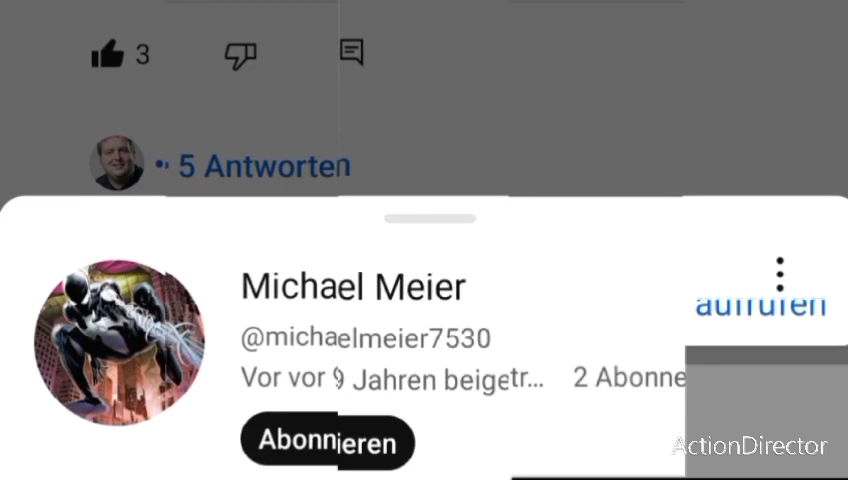 3
5 Antworten
Michael Meier
aufrufen
@michaelmeier7530
Vor vor 9 Jahren beigetr... 2 Abonne
Abonnieren
ActionDirector